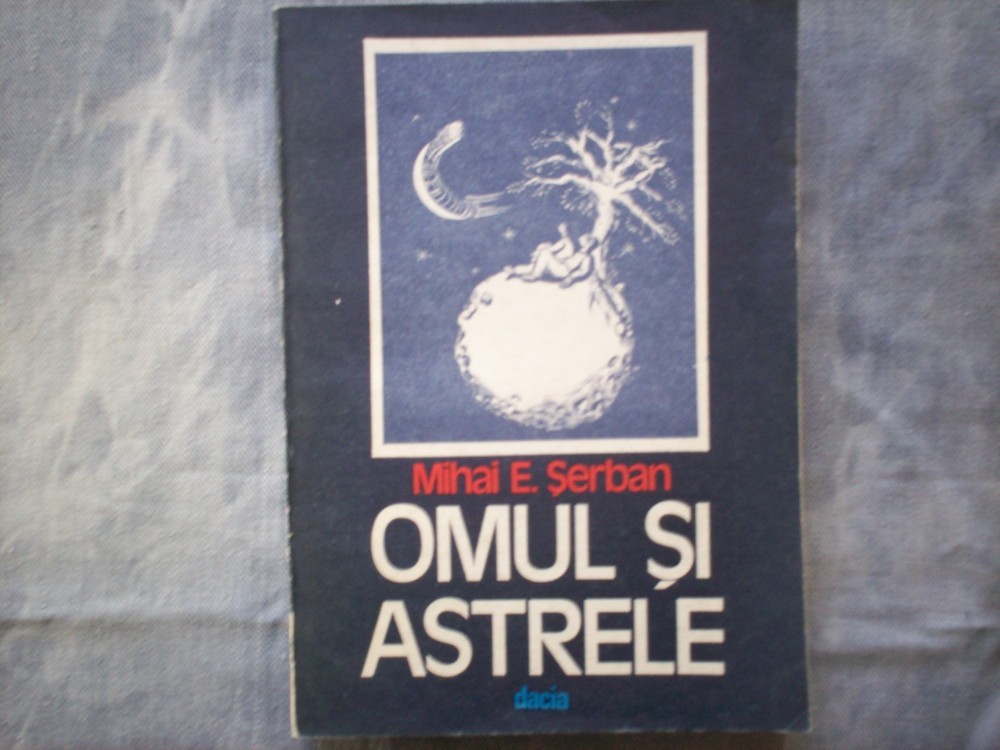 Mihai E. Şerban
OMUL ŞI
ASTRELE
dacia